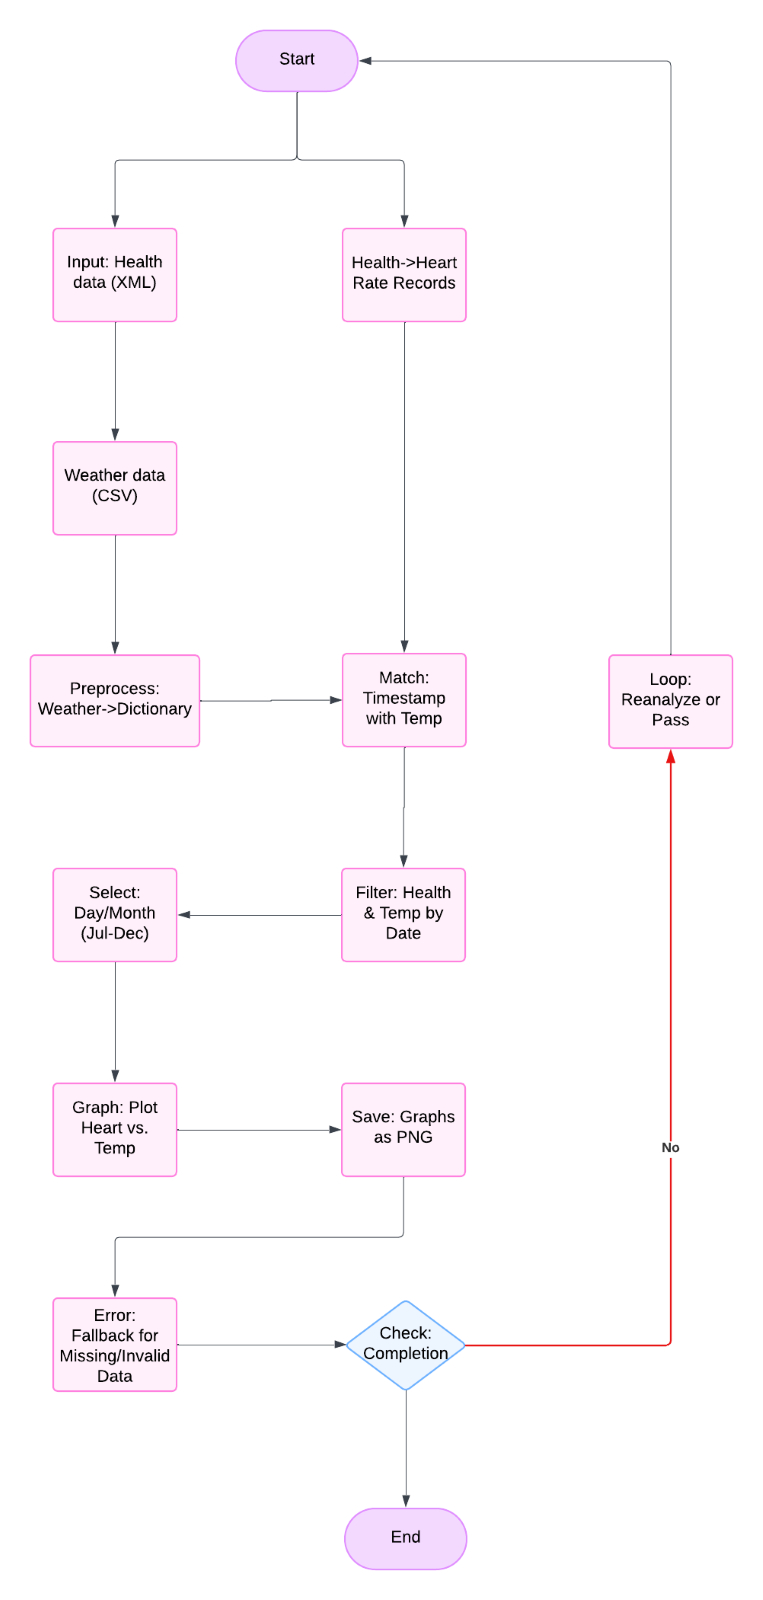 Start
Input: Health
data (XML)
Health->Heart
Rate Records
Weather data
(CSV)
Preprocess:
Weather->Dictionary
Match:
Timestamp
with Temp
Loop:
Reanalyze or
Pass
Select:
Day/Month
(Jul-Dec)
Filter: Health
& Temp by
Date
Graph: Plot
Heart vs.
Temp
Save: Graphs
as PNG
No
Error:
Fallback for
Missing/Invalid
Data
Check:
Completion
End